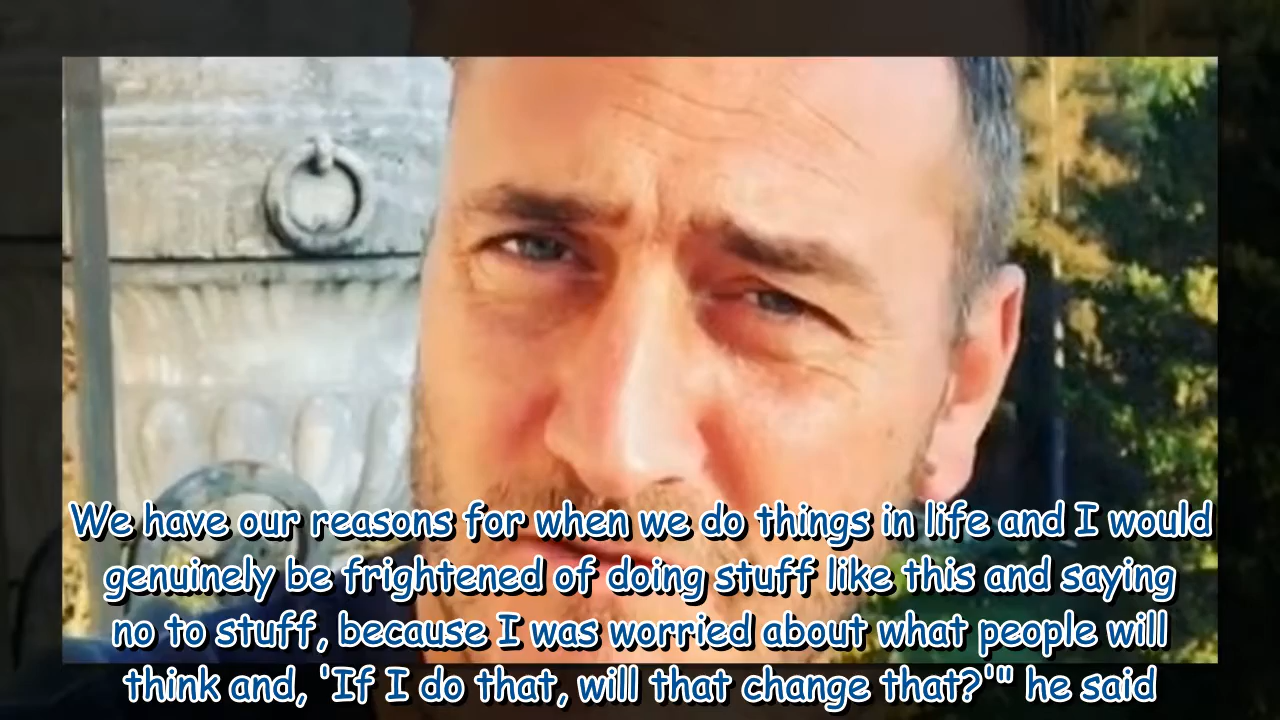 We have our reasons for when we do things in life and I would
genuinely be frightened of doing stuff like this and saying
no to stuff, because I was worried about what people will
think and, 'If I do that, will that change that?'" he said